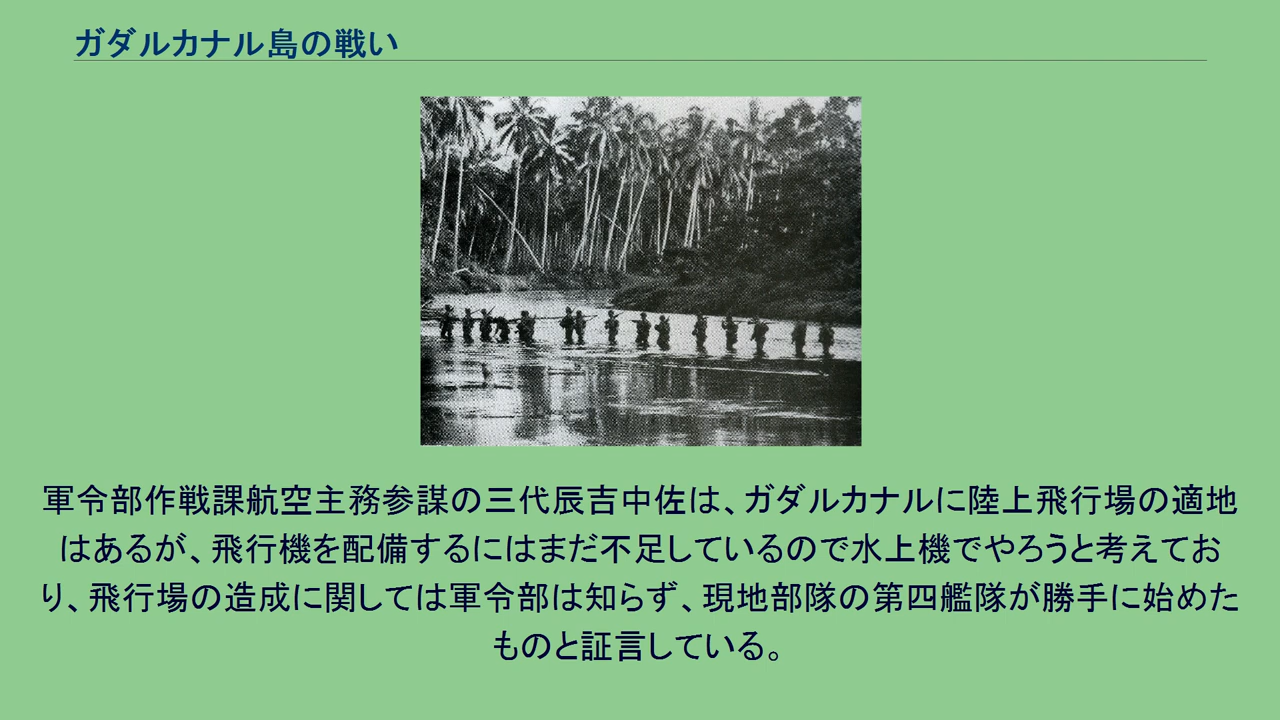 ガダルカナル島の戦い
軍令部作戦課航空主務参謀の三代辰吉中佐は、ガダルカナルに陸上飛行場の適地
はあるが、飛行機を配備するにはまだ不足しているので水上機でやろうと考えてお
り、飛行場の造成に関しては軍令部は知らず、現地部隊の第四艦隊が勝手に始めた
ものと証言している。